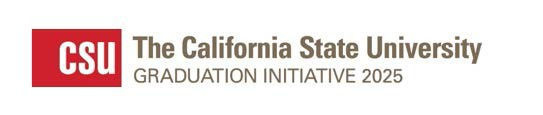 CSU The California State University
GRADUATION INITIATIVE 2025